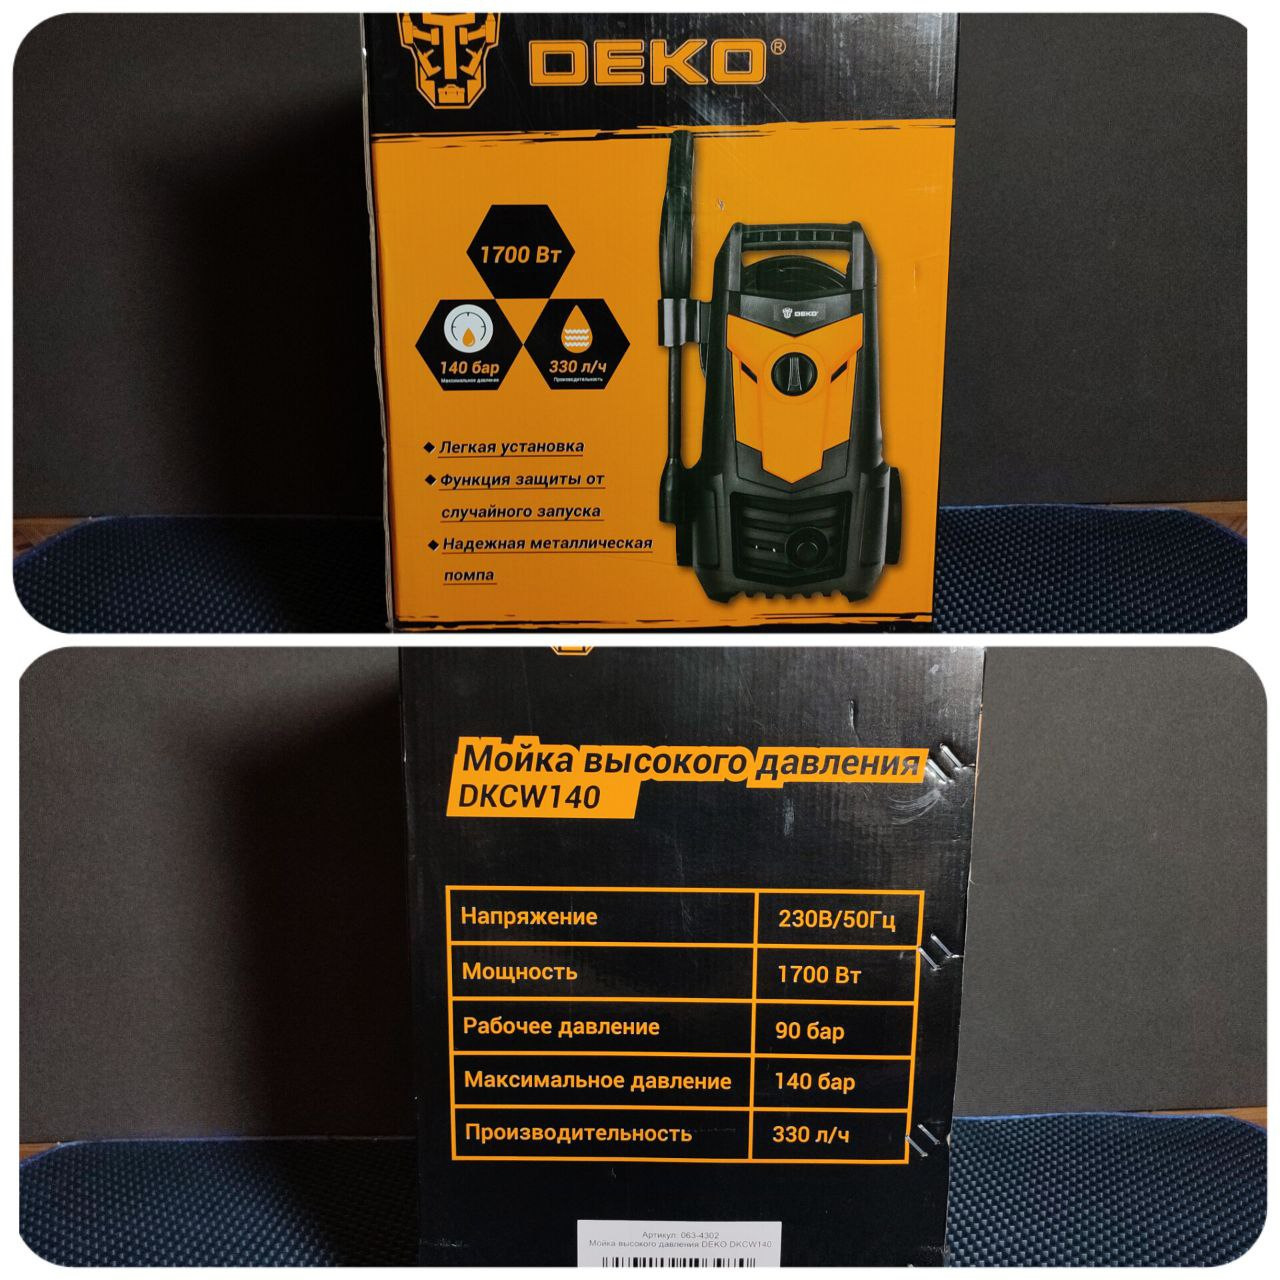 DEKO®
1700 Вт
140 бар
Максимальное давление
330 л/ч
Производительность
DEKO®
Легкая установка
Функция защиты от
случайного запуска
Надежная металлическая
помпа
Мойка высокого давления
DKCW140
Напряжение 230В/50Гц
Мощность 1700 Вт
Рабочее давление 90 бар
Максимальное давление 140 бар
Производительность 330 л/ч
Артикул: 063-4302
Мойка высокого давления DEKO DKCW140